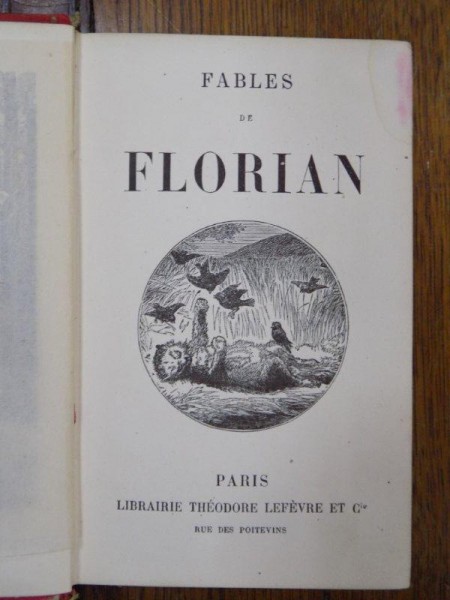 FABLES
DE
FLORIAN
PARIS
LIBRAIRIE THÉODORE LEFÈVRE ET Cie
RUE DES POITEVINS